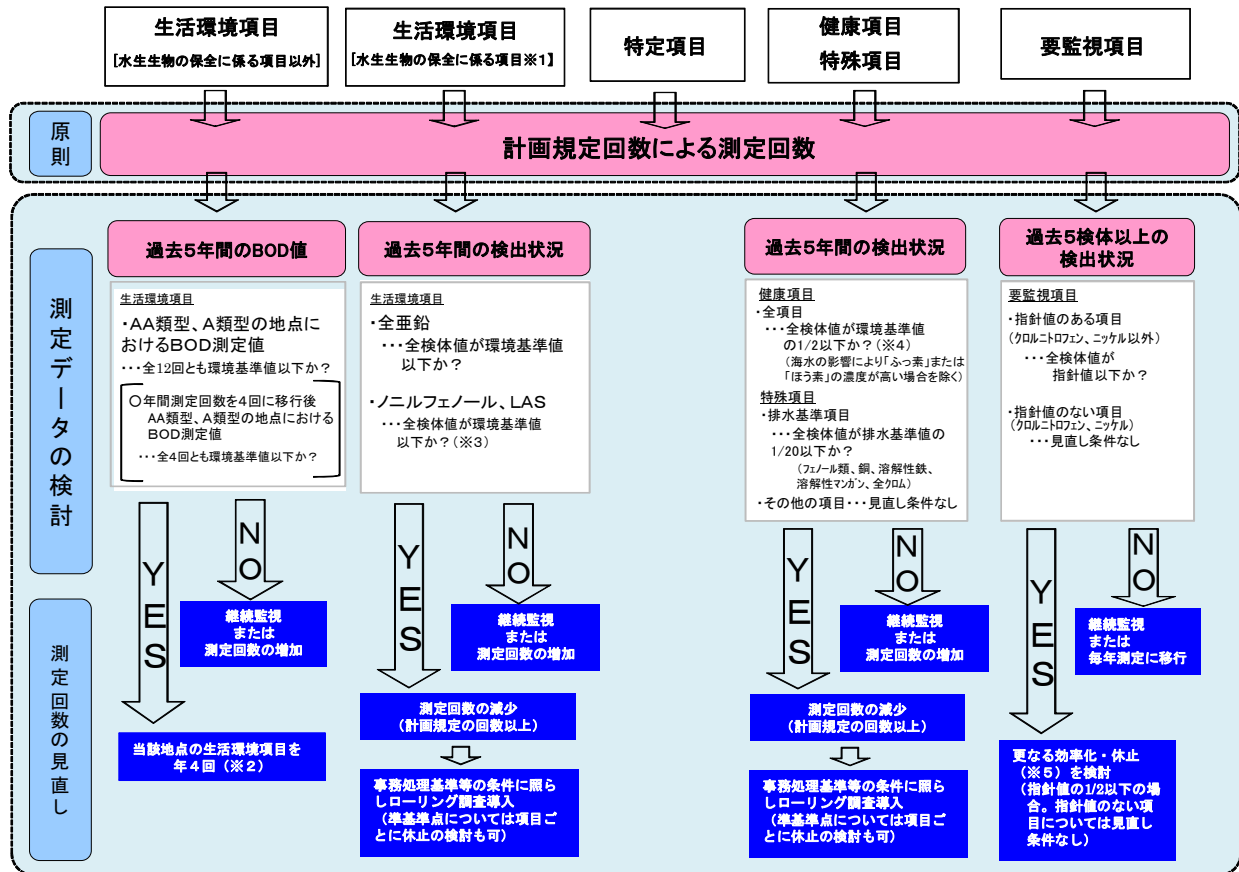 生活環境項目
[水生生物の保全に係る項目以外]
生活環境項目
[水生生物の保全に係る項目※1】
特定項目
健康項目
特殊項目
要監視項目
原則
計画規定回数による測定回数
測定データの検討
過去5年間のBOD値
生活環境項目
・AA類型、A類型の地点に
おけるBOD測定値
・・・全12回とも環境基準値以下か？
○年間測定回数を4回に移行後
AA類型、A類型の地点における
BOD測定値
・・・全4回とも環境基準値以下か？
YES
NO
過去5年間の検出状況
生活環境項目
・全亜鉛
・・・全検体値が環境基準値
以下か？
・ノニルフェノール、LAS
・・・全検体値が環境基準値
以下か？（※3）
YES
NO
過去5年間の検出状況
健康項目
・全項目
・・・全検体値が環境基準値
の1/2以下か？（※4）
（海水の影響により「ふっ素」または
「ほう素」の濃度が高い場合を除く）
特殊項目
・排水基準項目
・・・全検体値が排水基準値の
1/20以下か？
（フェノール類、銅、溶解性鉄、
溶解性マンガン、全クロム）
・その他の項目・・・見直し条件なし
YES
NO
過去5検体以上の
検出状況
要監視項目
・指針値のある項目
（クロルニトロフェン、ニッケル以外）
・・・全検体値が
指針値以下か？
・指針値のない項目
（クロルニトロフェン、ニッケル）
・・・見直し条件なし
YES
NO
測定回数の見直し
継続監視
または
測定回数の増加
当該地点の生活環境項目を
年４回（※２）
継続監視
または
測定回数の増加
測定回数の減少
（計画規定の回数以上）
事務処理基準等の条件に照ら
しローリング調査導入
（準基準点については項目ご
とに休止の検討も可）
継続監視
または
測定回数の増加
測定回数の減少
（計画規定の回数以上）
事務処理基準等の条件に照ら
しローリング調査導入
（準基準点については項目ご
とに休止の検討も可）
継続監視
または
毎年測定に移行
更なる効率化・休止
（※５）を検討
（指針値の1/2以下の場
合。指針値のない項
目については見直し
条件なし）